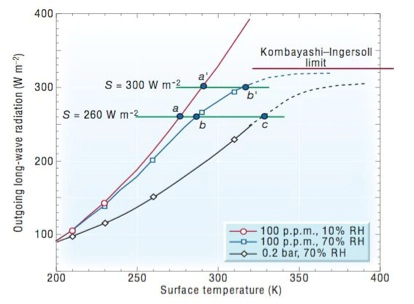 400
300
200
100
Outgoing long-wave radiation (W m⁻²)
Kombayashi–Ingersoll
limit
S = 300 W m⁻²
a'
b'
S = 260 W m⁻²
a
b
c
100 p.p.m., 10% RH
100 p.p.m., 70% RH
0.2 bar, 70% RH
200 250 300 350 400
Surface temperature (K)